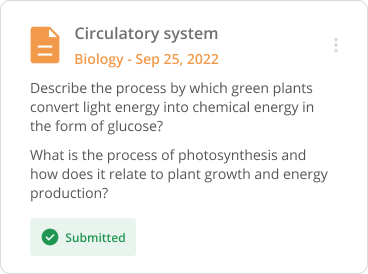 Circulatory system
Biology - Sep 25, 2022
Describe the process by which green plants
convert light energy into chemical energy in
the form of glucose?
What is the process of photosynthesis and
how does it relate to plant growth and energy
production?
Submitted